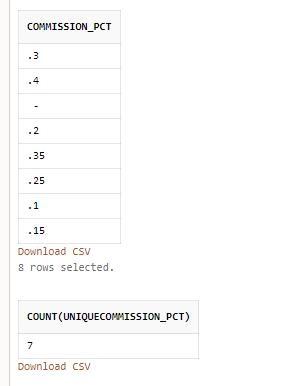 COMMISSION_PCT
.3
.4
-
.2
.35
.25
.1
.15
Download CSV
8 rows selected.
COUNT(UNIQUECOMMISSION_PCT)
7
Download CSV